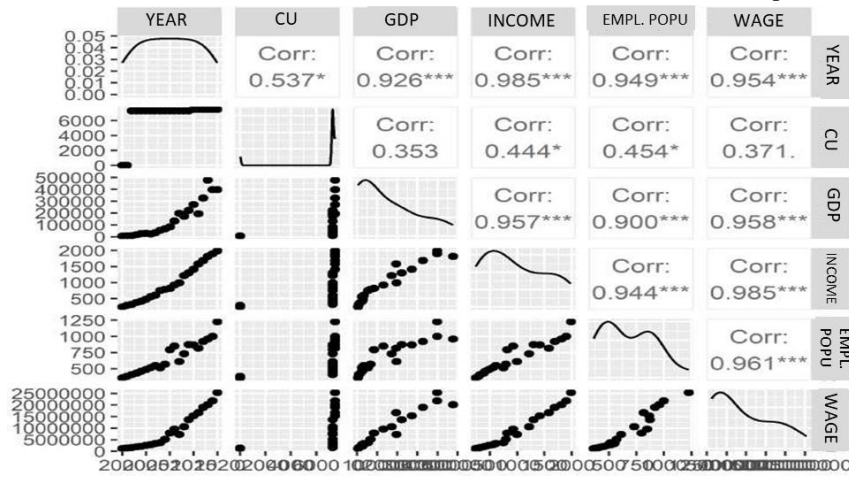 YEAR CU GDP INCOME EMPL. POPU WAGE
0.05
0.04
0.03
0.02
0.01
0.00
Corr: Corr: Corr: Corr: Corr:
0.537* 0.926*** 0.985*** 0.949*** 0.954***
YEAR
6000
4000
2000
0
Corr: Corr: Corr: Corr:
0.353 0.444* 0.454* 0.371.
CU
500000
400000
300000
200000
100000
0
Corr: Corr: Corr:
0.957*** 0.900*** 0.958***
GDP
2000
1500
1000
500
Corr: Corr:
0.944*** 0.985***
INCOME
1250
1000
750
500
Corr:
0.961***
EMPL.
POPU
25000000
20000000
15000000
10000000
5000000
0
WAGE